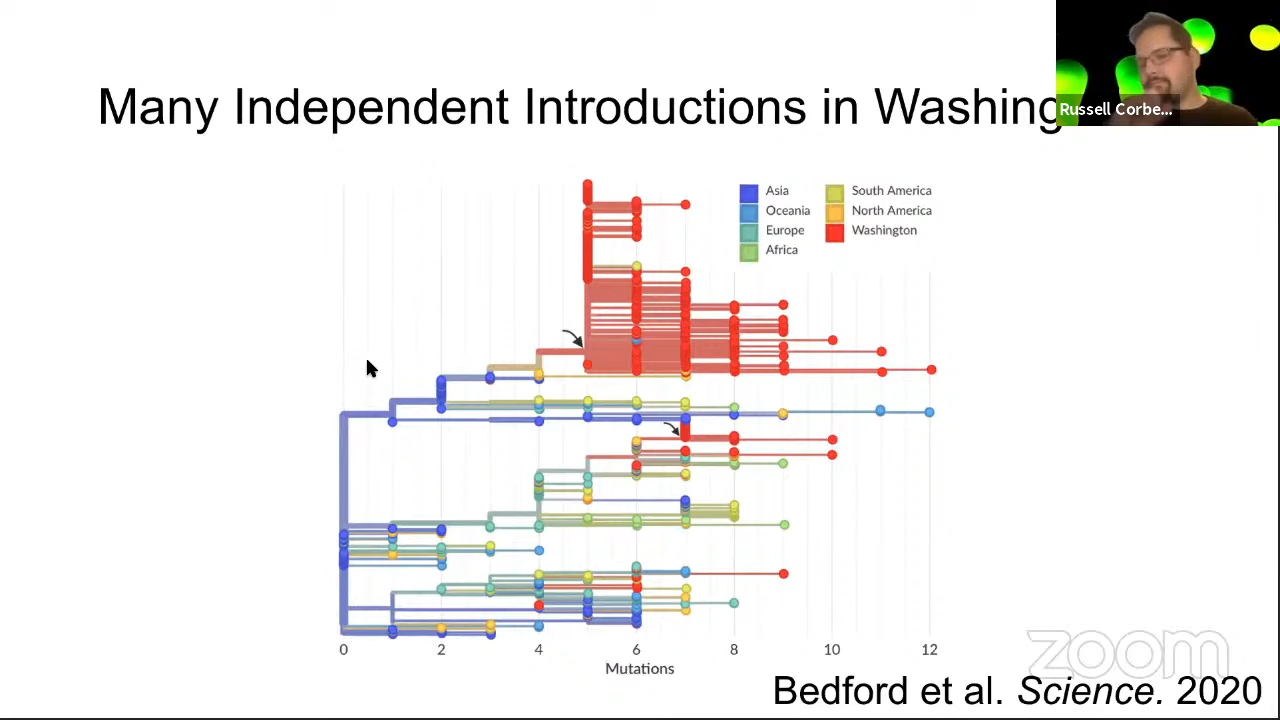 Many Independent Introductions in Washing
Russell Corbe...
Asia
Oceania
Europe
Africa
South America
North America
Washington
0 2 4 6 8 10 12
Mutations
zoom
Bedford et al. Science. 2020